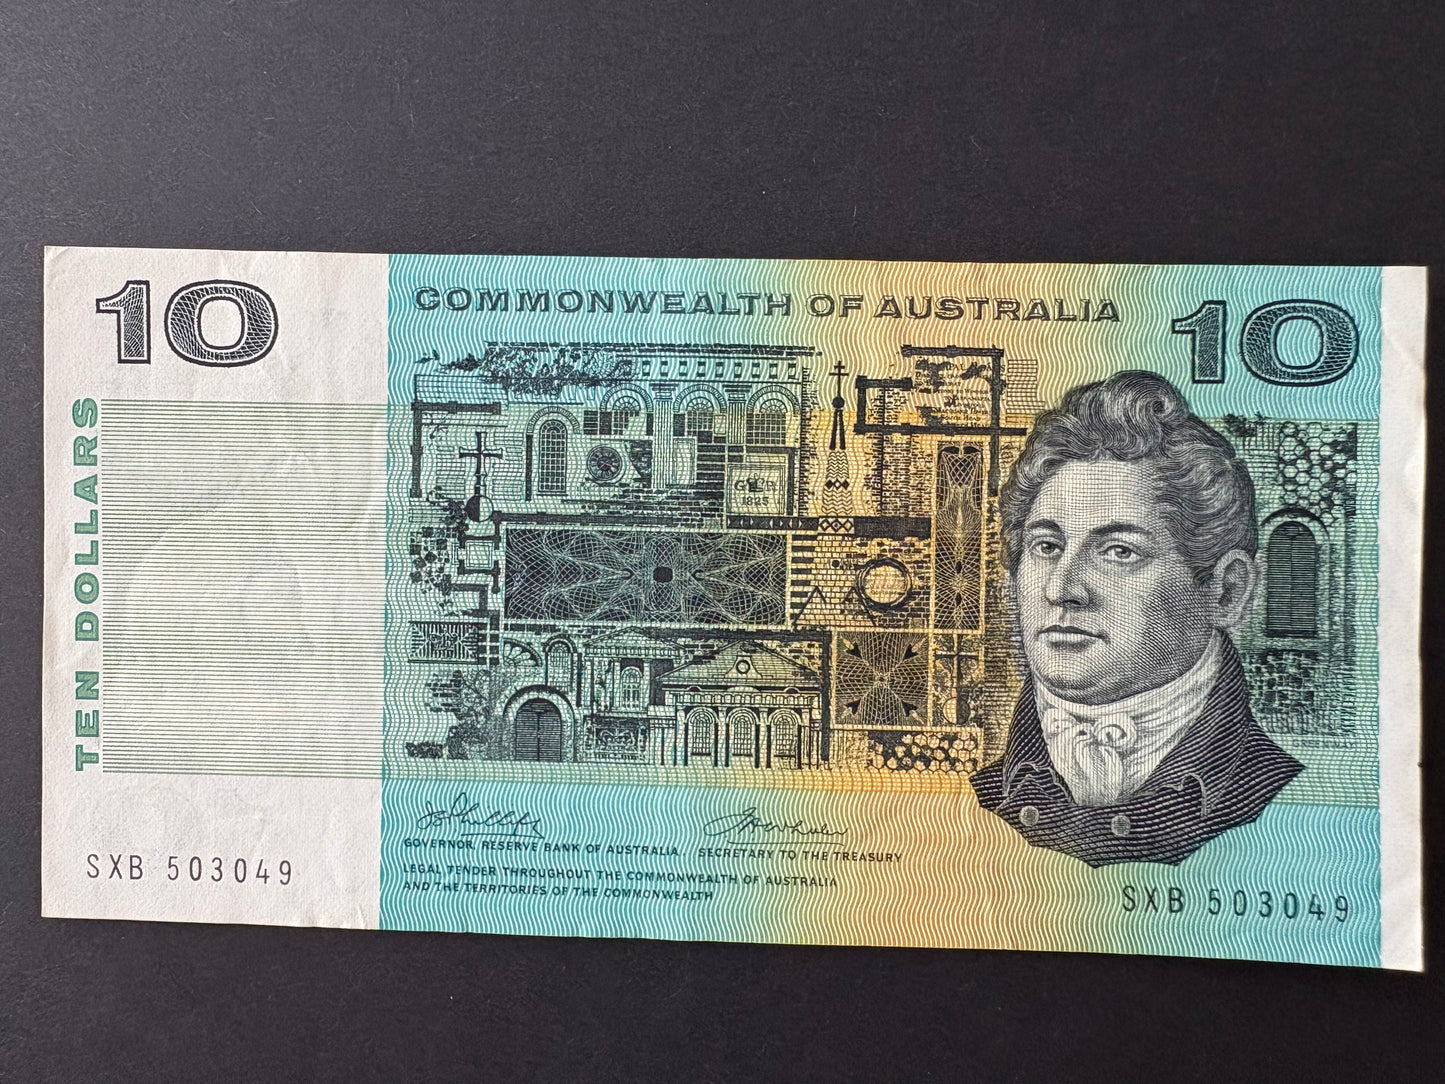 10
COMMONWEALTH OF AUSTRALIA
10
TEN DOLLARS
1825
GOVERNOR, RESERVE BANK OF AUSTRALIA. SECRETARY TO THE TREASURY
LEGAL TENDER THROUGHOUT THE COMMONWEALTH OF AUSTRALIA
AND THE TERRITORIES OF THE COMMONWEALTH
SXB 503049
SXB 503049